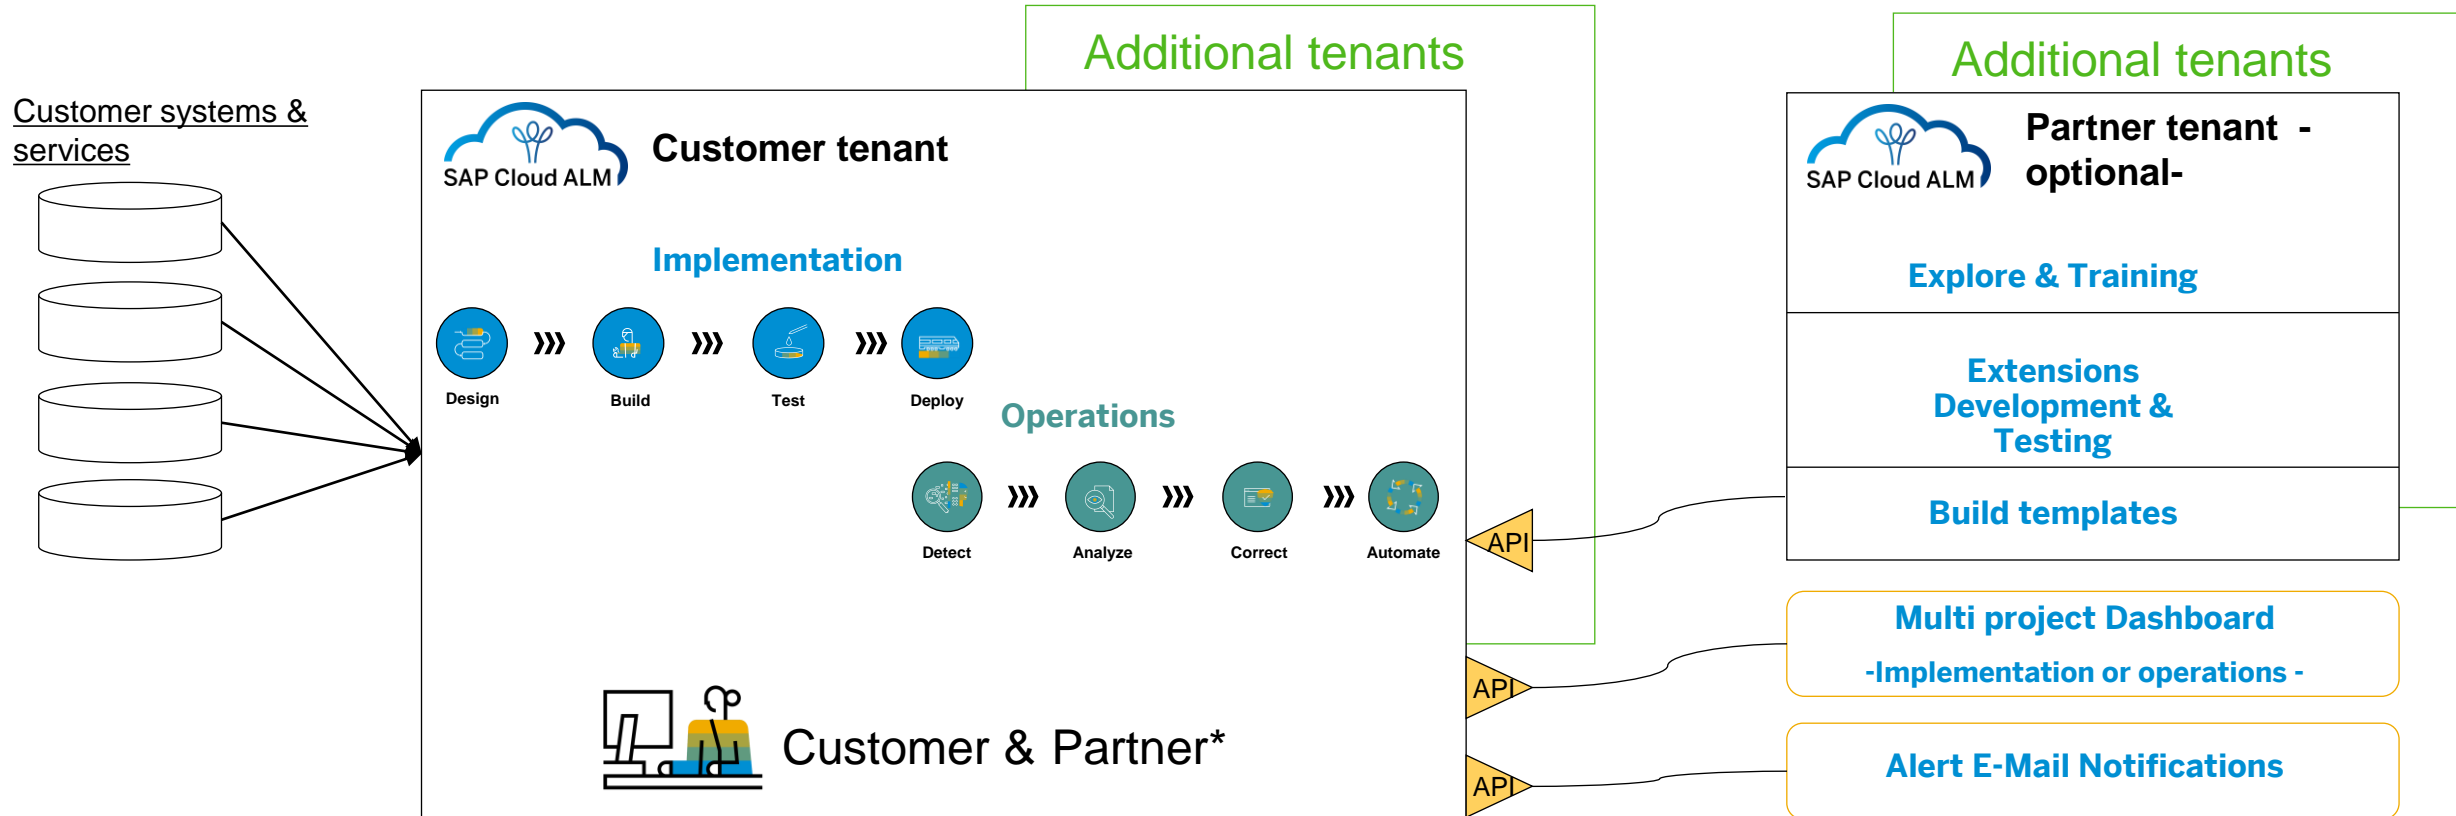 Additional tenants
Additional tenants
Customer systems &
services
SAP Cloud ALM
Customer tenant
Implementation
Design
Build
Test
Deploy
Operations
Detect
Analyze
Correct
Automate
Customer & Partner*
API
API
API
SAP Cloud ALM
Partner tenant -
optional-
Explore & Training
Extensions
Development &
Testing
Build templates
Multi project Dashboard
-Implementation or operations -
Alert E-Mail Notifications